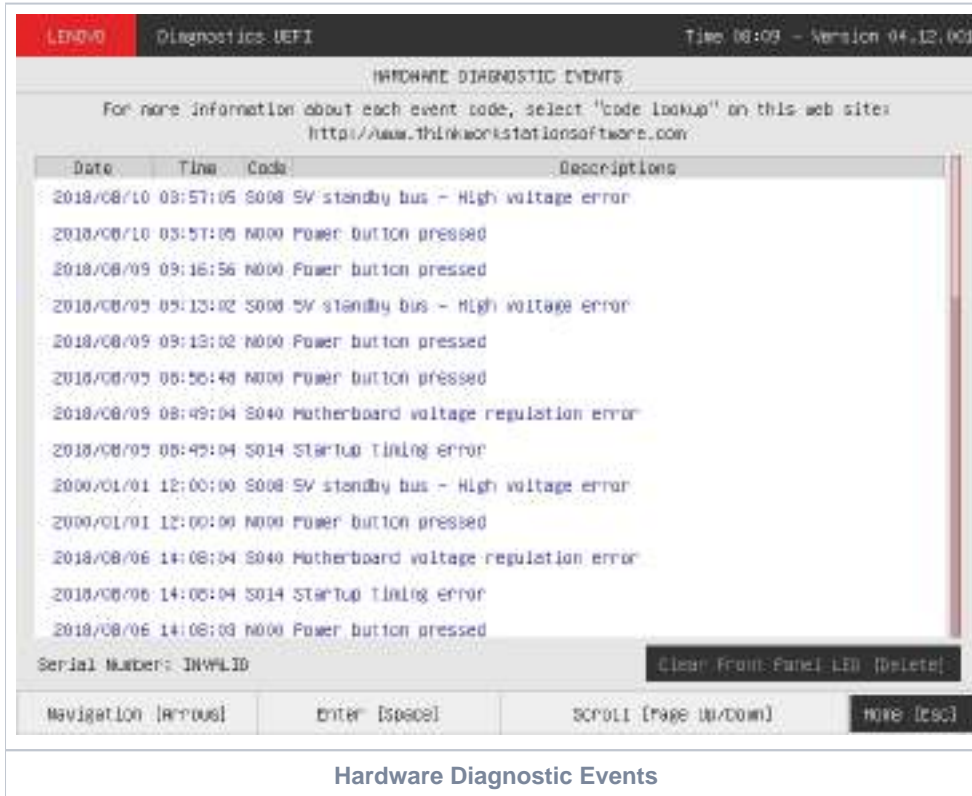 LENOVO Diagnostics UEFI Time 08:09 - Version 04.12.001
HARDWARE DIAGNOSTIC EVENTS
For more information about each event code, select "code lookup" on this web site:
http://www.thinkworkstationsoftware.com
Date Time Code Descriptions
2018/08/10 03:57:05 S008 5V standby bus - High voltage error
2018/08/10 03:57:05 N000 Power button pressed
2018/08/09 09:16:56 N000 Power button pressed
2018/08/09 09:13:02 S008 5V standby bus - High voltage error
2018/08/09 09:13:02 N000 Power button pressed
2018/08/09 08:56:48 N000 Power button pressed
2018/08/09 08:49:04 S040 Motherboard voltage regulation error
2018/08/09 08:49:04 S014 Startup timing error
2000/01/01 12:00:00 S008 5V standby bus - High voltage error
2000/01/01 12:00:00 N000 Power button pressed
2018/08/06 14:08:04 S040 Motherboard voltage regulation error
2018/08/06 14:08:04 S014 Startup timing error
2018/08/06 14:08:03 N000 Power button pressed
Serial Number: INVALID Clear Front Panel LED [Delete]
Navigation [Arrows] Enter [Space] Scroll [Page Up/Down] Home [Esc]
Hardware Diagnostic Events